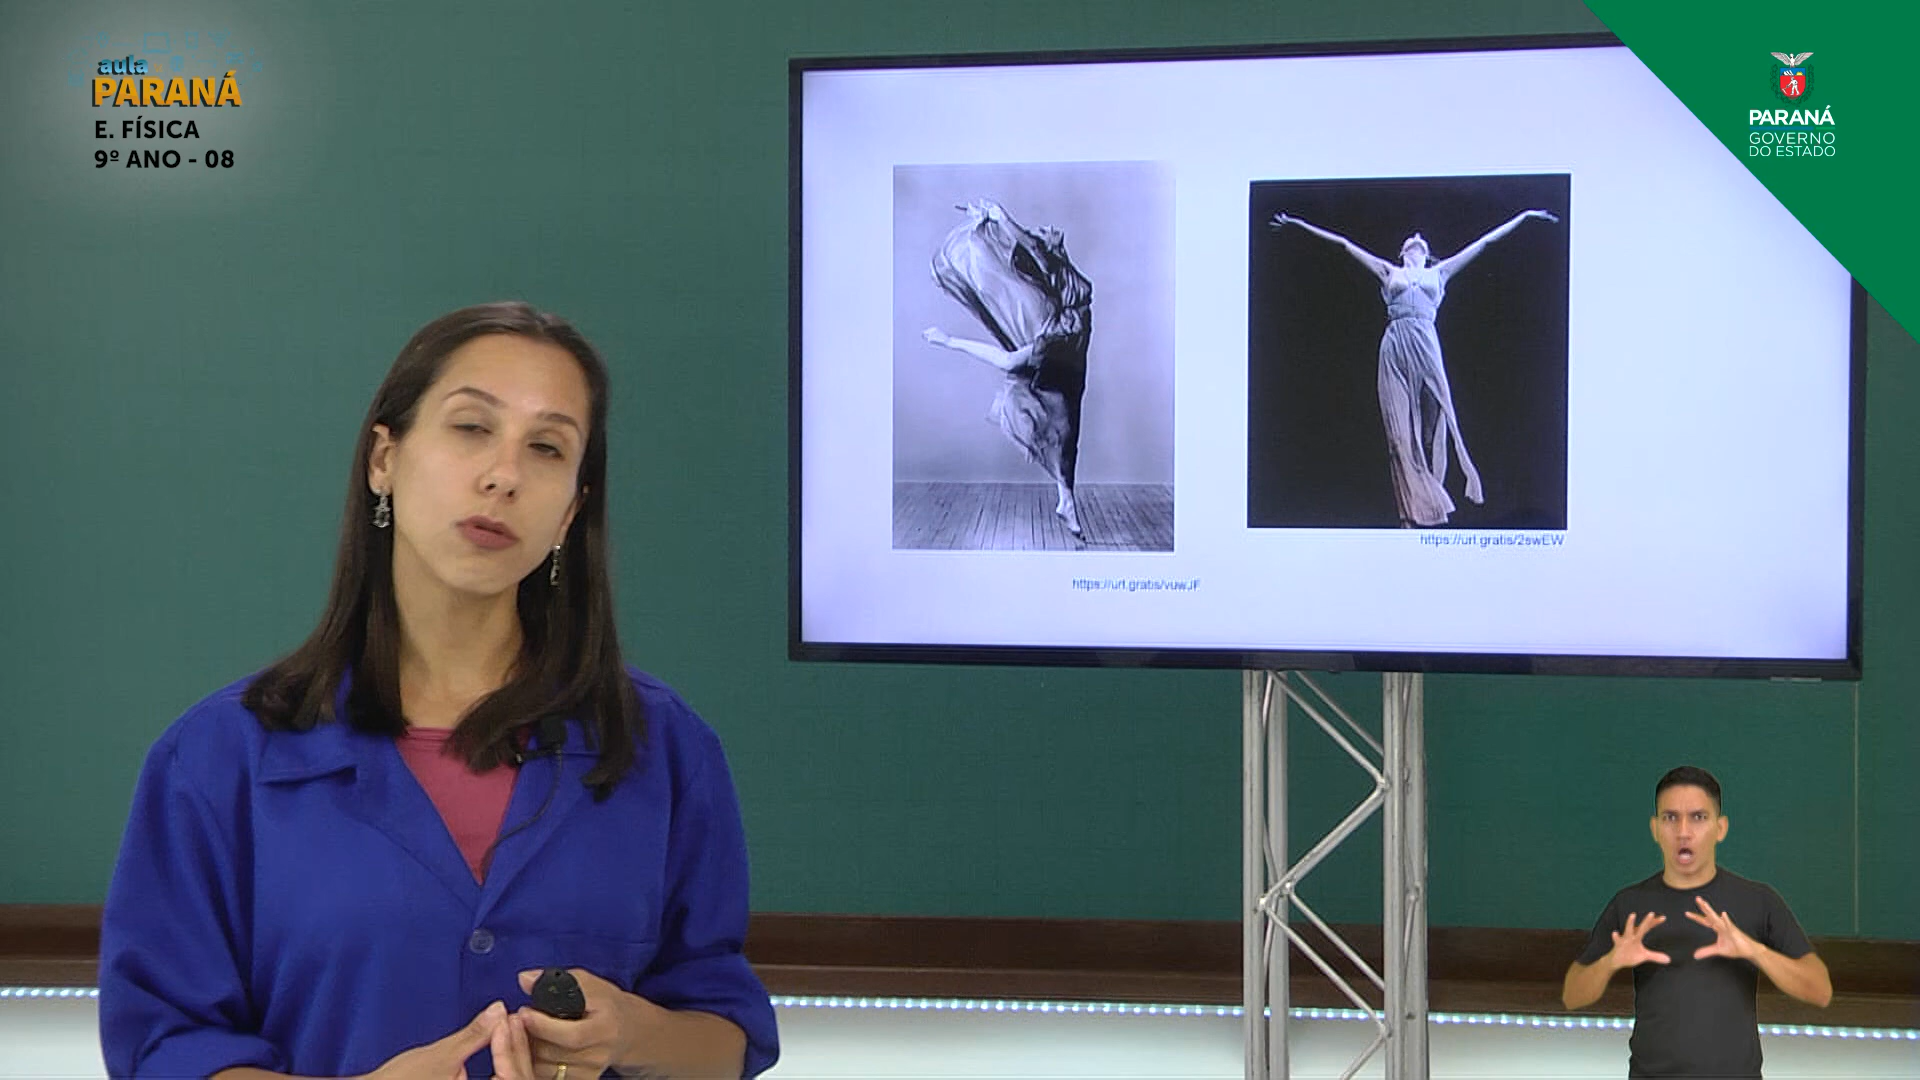 aula
PARANÁ
E. FÍSICA
9º ANO - 08
PARANÁ
GOVERNO
DO ESTADO
https://url.gratis/2swEW
https://url.gratis/vuwJF